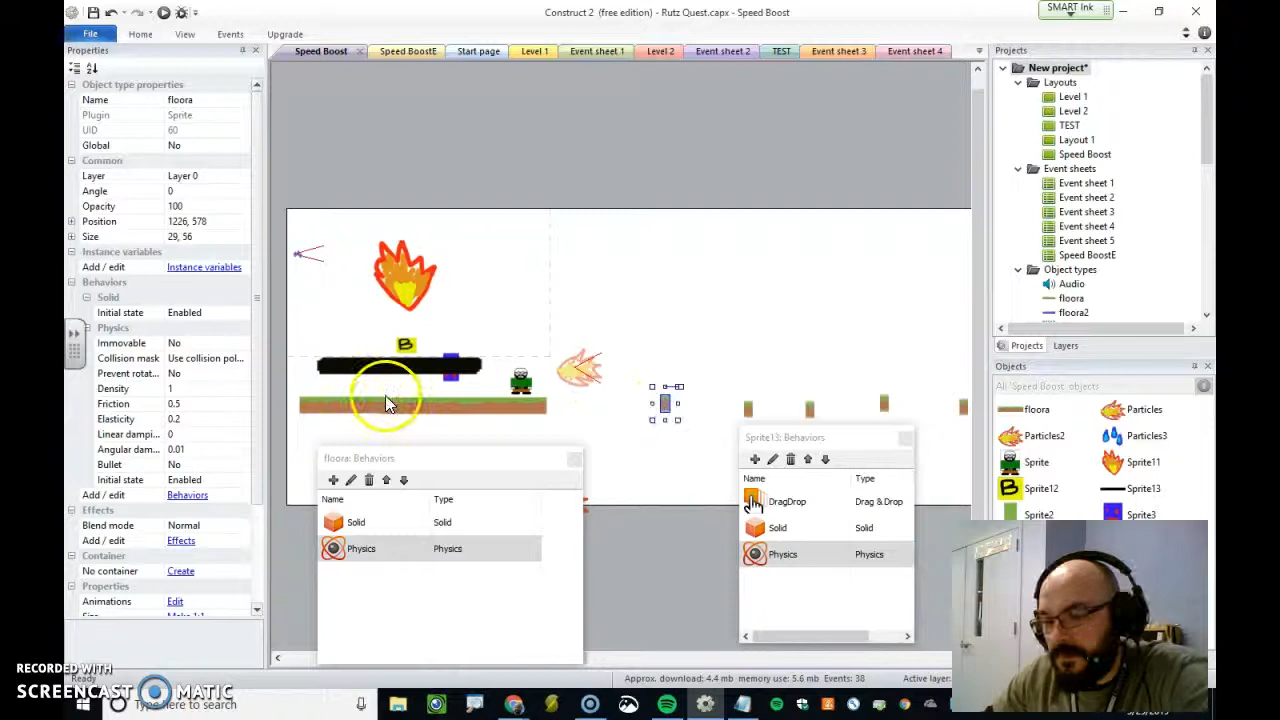 Construct 2 (free edition) - Rutz Quest.capx - Speed Boost
SMART Ink
File Home View Events Upgrade
Properties
Speed Boost SpeedBoostE Start page Level 1 Event sheet 1 Level 2 Event sheet 2 TEST Event sheet 3 Event sheet 4
Object type properties
Name floora
Plugin Sprite
UID 60
Global No
Common
Layer Layer 0
Angle 0
Opacity 100
Position 1226, 578
Size 29, 56
Instance variables
Add / edit Instance variables
Behaviors
Solid
Initial state Enabled
Physics
Immovable No
Collision mask Use collision pol...
Prevent rotat... No
Density 1
Friction 0.5
Elasticity 0.2
Linear dampi... 0
Angular dam... 0.01
Bullet No
Initial state Enabled
Add / edit Behaviors
Effects
Blend mode Normal
Add / edit Effects
Container
No container Create
Properties
Animations Edit
Ready
B
floora: Behaviors
Name Type
Solid Solid
Physics Physics
Sprite13: Behaviors
Name Type
DragDrop Drag & Drop
Solid Solid
Physics Physics
Projects
New project*
Layouts
Level 1
Level 2
TEST
Layout 1
Speed Boost
Event sheets
Event sheet 1
Event sheet 2
Event sheet 3
Event sheet 4
Event sheet 5
SpeedBoostE
Object types
Audio
floora
floora2
Projects Layers
Objects
All 'Speed Boost' objects
floora Particles
Particles2 Particles3
Sprite Sprite11
B Sprite12 Sprite13
Sprite2 Sprite3
Approx. download: 4.4 mb memory use: 5.6 mb Events: 38 Active layer:
RECORDED WITH
SCREENCAST MATIC
Type here to search